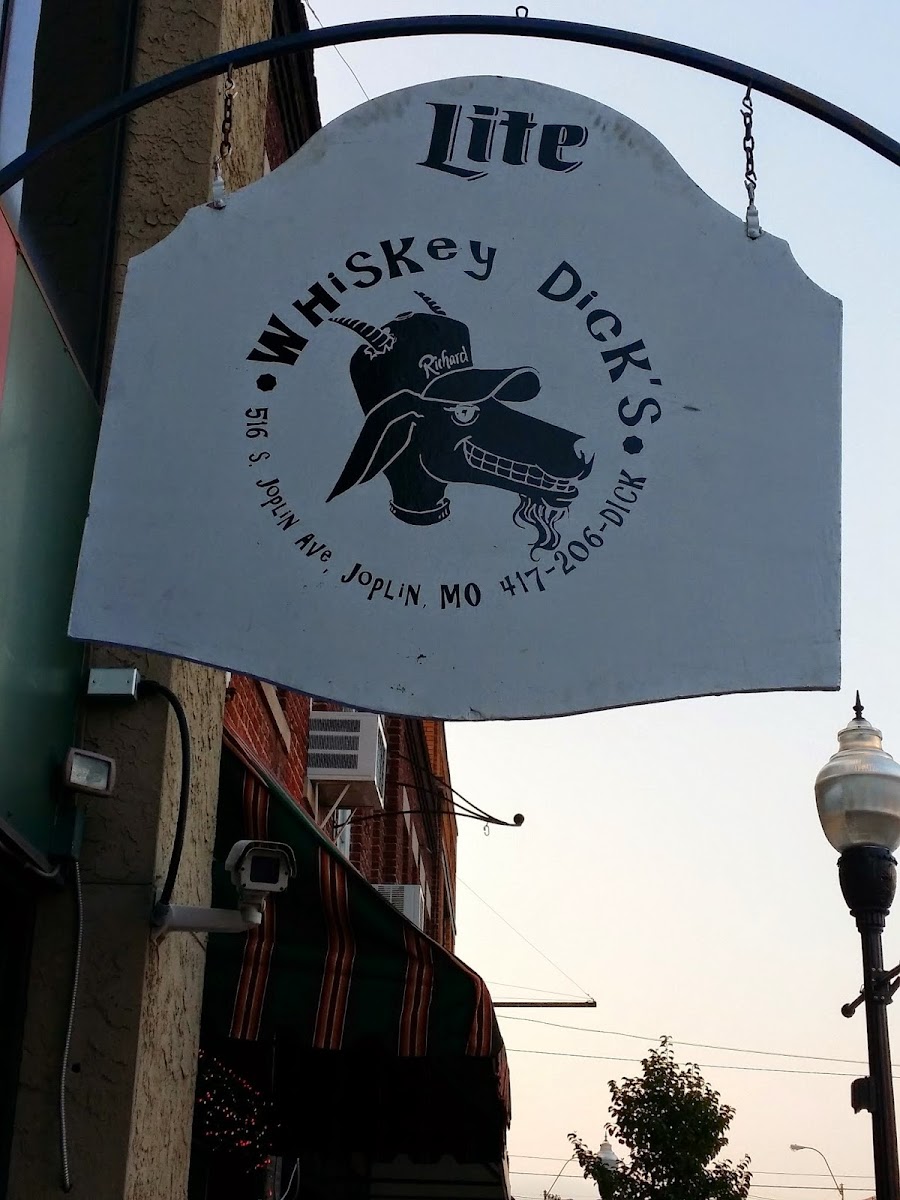 Lite
WHiSKey DiCK'S
Richard
516 S. JOPLiN AVe, JOPLiN, MO 417-206-DICK